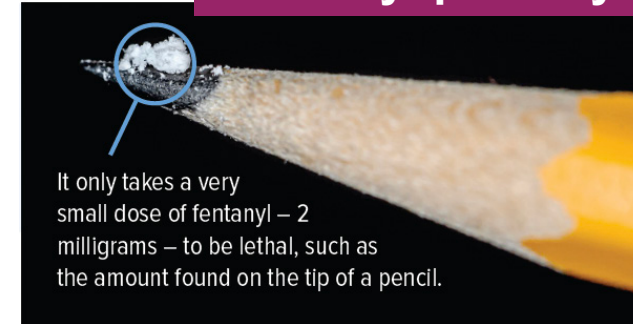 It only takes a very
small dose of fentanyl – 2
milligrams – to be lethal, such as
the amount found on the tip of a pencil.